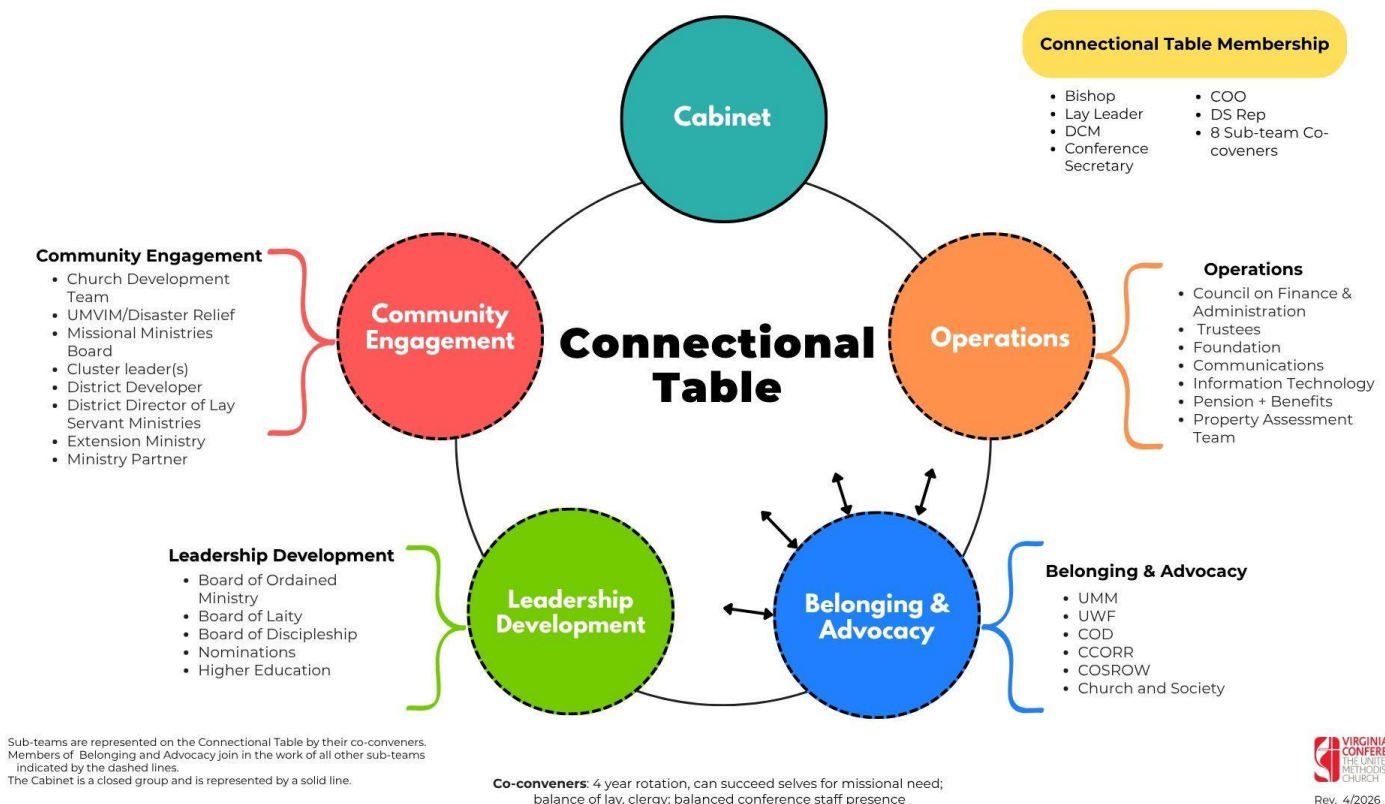 Connectional Table Membership
• Bishop
• Lay Leader
• DCM
• Conference
Secretary
• COO
• DS Rep
• 8 Sub-team Co-
coveners
Cabinet
Community Engagement
• Church Development
Team
• UMVIM/Disaster Relief
• Missional Ministries
Board
• Cluster leader(s)
• District Developer
• District Director of Lay
Servant Ministries
• Extension Ministry
• Ministry Partner
Community
Engagement
Connectional
Table
Operations
Operations
• Council on Finance &
Administration
• Trustees
• Foundation
• Communications
• Information Technology
• Pension + Benefits
• Property Assessment
Team
Leadership Development
• Board of Ordained
Ministry
• Board of Laity
• Board of Discipleship
• Nominations
• Higher Education
Leadership
Development
Belonging &
Advocacy
Belonging & Advocacy
• UMM
• UWF
• COD
• CCORR
• COSROW
• Church and Society
Sub-teams are represented on the Connectional Table by their co-conveners.
Members of Belonging and Advocacy join in the work of all other sub-teams
indicated by the dashed lines.
The Cabinet is a closed group and is represented by a solid line.
Co-conveners: 4 year rotation, can succeed selves for missional need;
balance of lay, clergy; balanced conference staff presence
VIRGINIA
CONFERE
THE UNITE
METHODIS
CHURCH
Rev. 4/2026